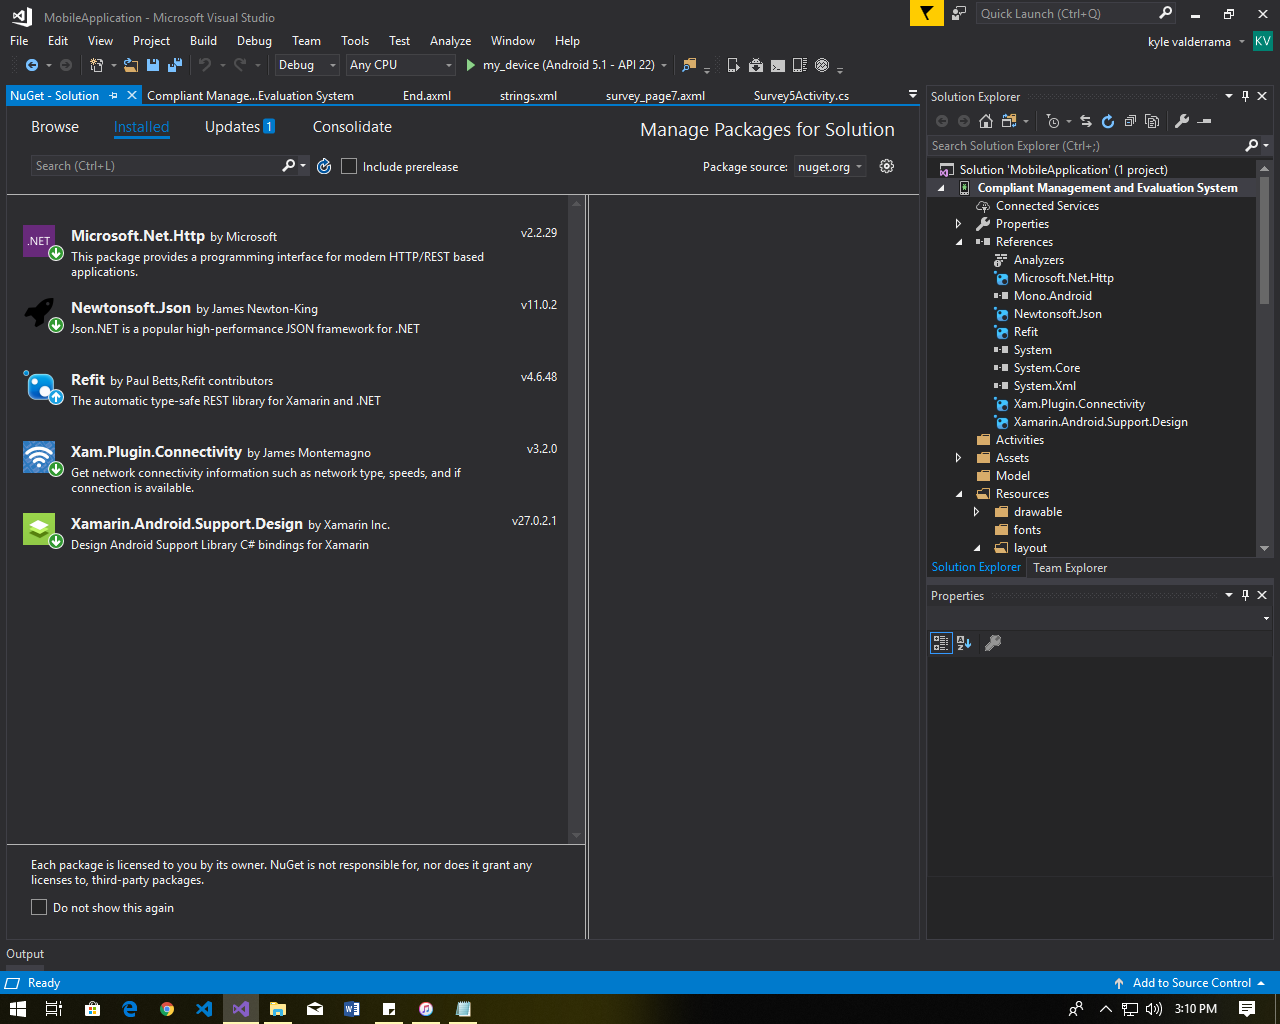 MobileApplication - Microsoft Visual Studio
Quick Launch (Ctrl+Q)
File Edit View Project Build Debug Team Tools Test Analyze Window Help
kyle valderrama KV
Debug Any CPU my_device (Android 5.1 - API 22)
NuGet - Solution Compliant Manage...Evaluation System End.axml strings.xml survey_page7.axml Survey5Activity.cs
Browse Installed Updates 1 Consolidate
Manage Packages for Solution
Search (Ctrl+L) Include prerelease
Package source: nuget.org
.NET
Microsoft.Net.Http by Microsoft v2.2.29
This package provides a programming interface for modern HTTP/REST based
applications.
Newtonsoft.Json by James Newton-King v11.0.2
Json.NET is a popular high-performance JSON framework for .NET
Refit by Paul Betts,Refit contributors v4.6.48
The automatic type-safe REST library for Xamarin and .NET
Xam.Plugin.Connectivity by James Montemagno v3.2.0
Get network connectivity information such as network type, speeds, and if
connection is available.
Xamarin.Android.Support.Design by Xamarin Inc. v27.0.2.1
Design Android Support Library C# bindings for Xamarin
Each package is licensed to you by its owner. NuGet is not responsible for, nor does it grant any
licenses to, third-party packages.
Do not show this again
Solution Explorer
Search Solution Explorer (Ctrl+;)
Solution 'MobileApplication' (1 project)
Compliant Management and Evaluation System
Connected Services
Properties
References
Analyzers
Microsoft.Net.Http
Mono.Android
Newtonsoft.Json
Refit
System
System.Core
System.Xml
Xam.Plugin.Connectivity
Xamarin.Android.Support.Design
Activities
Assets
Model
Resources
drawable
fonts
layout
Solution Explorer Team Explorer
Properties
Output
Ready
Add to Source Control
3:10 PM